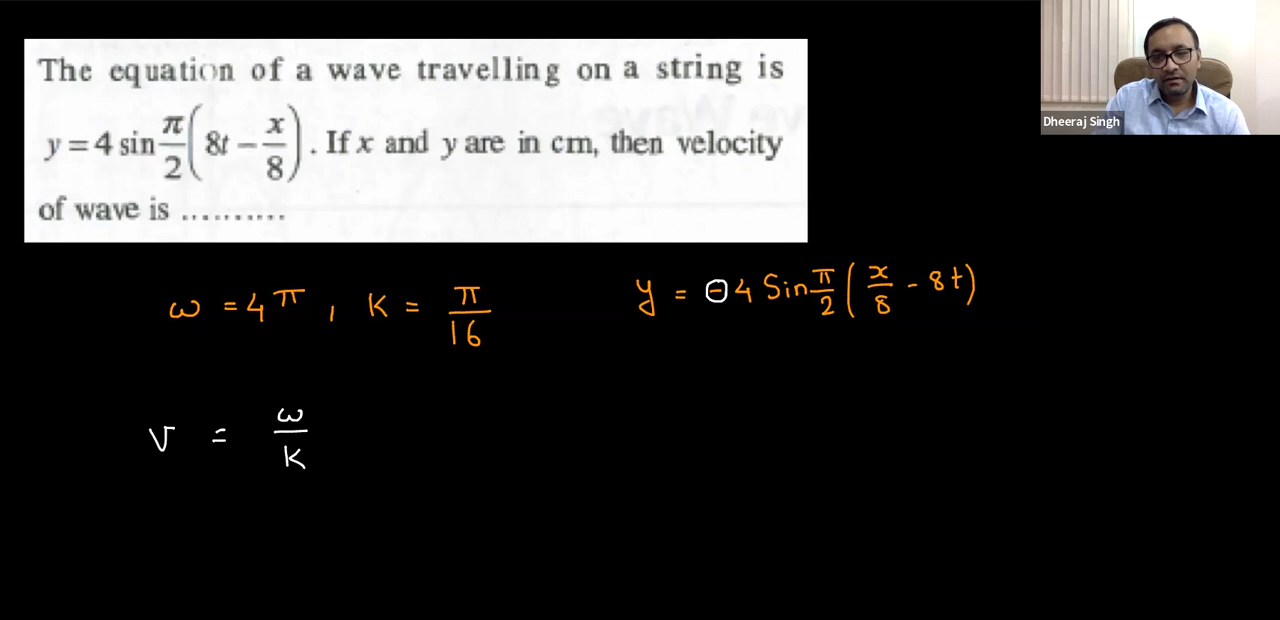 The equation of a wave travelling on a string is
y = 4 sin π/2 (8t − x/8). If x and y are in cm, then velocity
of wave is ..........
Dheeraj Singh
ω = 4π , K = π/16
y = −4 Sin π/2 (x/8 − 8t)
v = ω/K